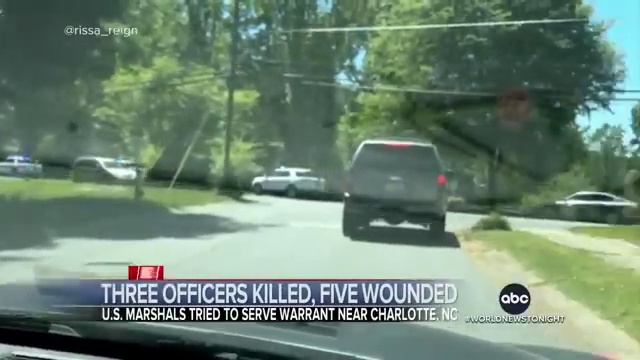 @rissa_reign
THREE OFFICERS KILLED, FIVE WOUNDED
U.S. MARSHALS TRIED TO SERVE WARRANT NEAR CHARLOTTE, NC
abc
#WORLDNEWSTONIGHT